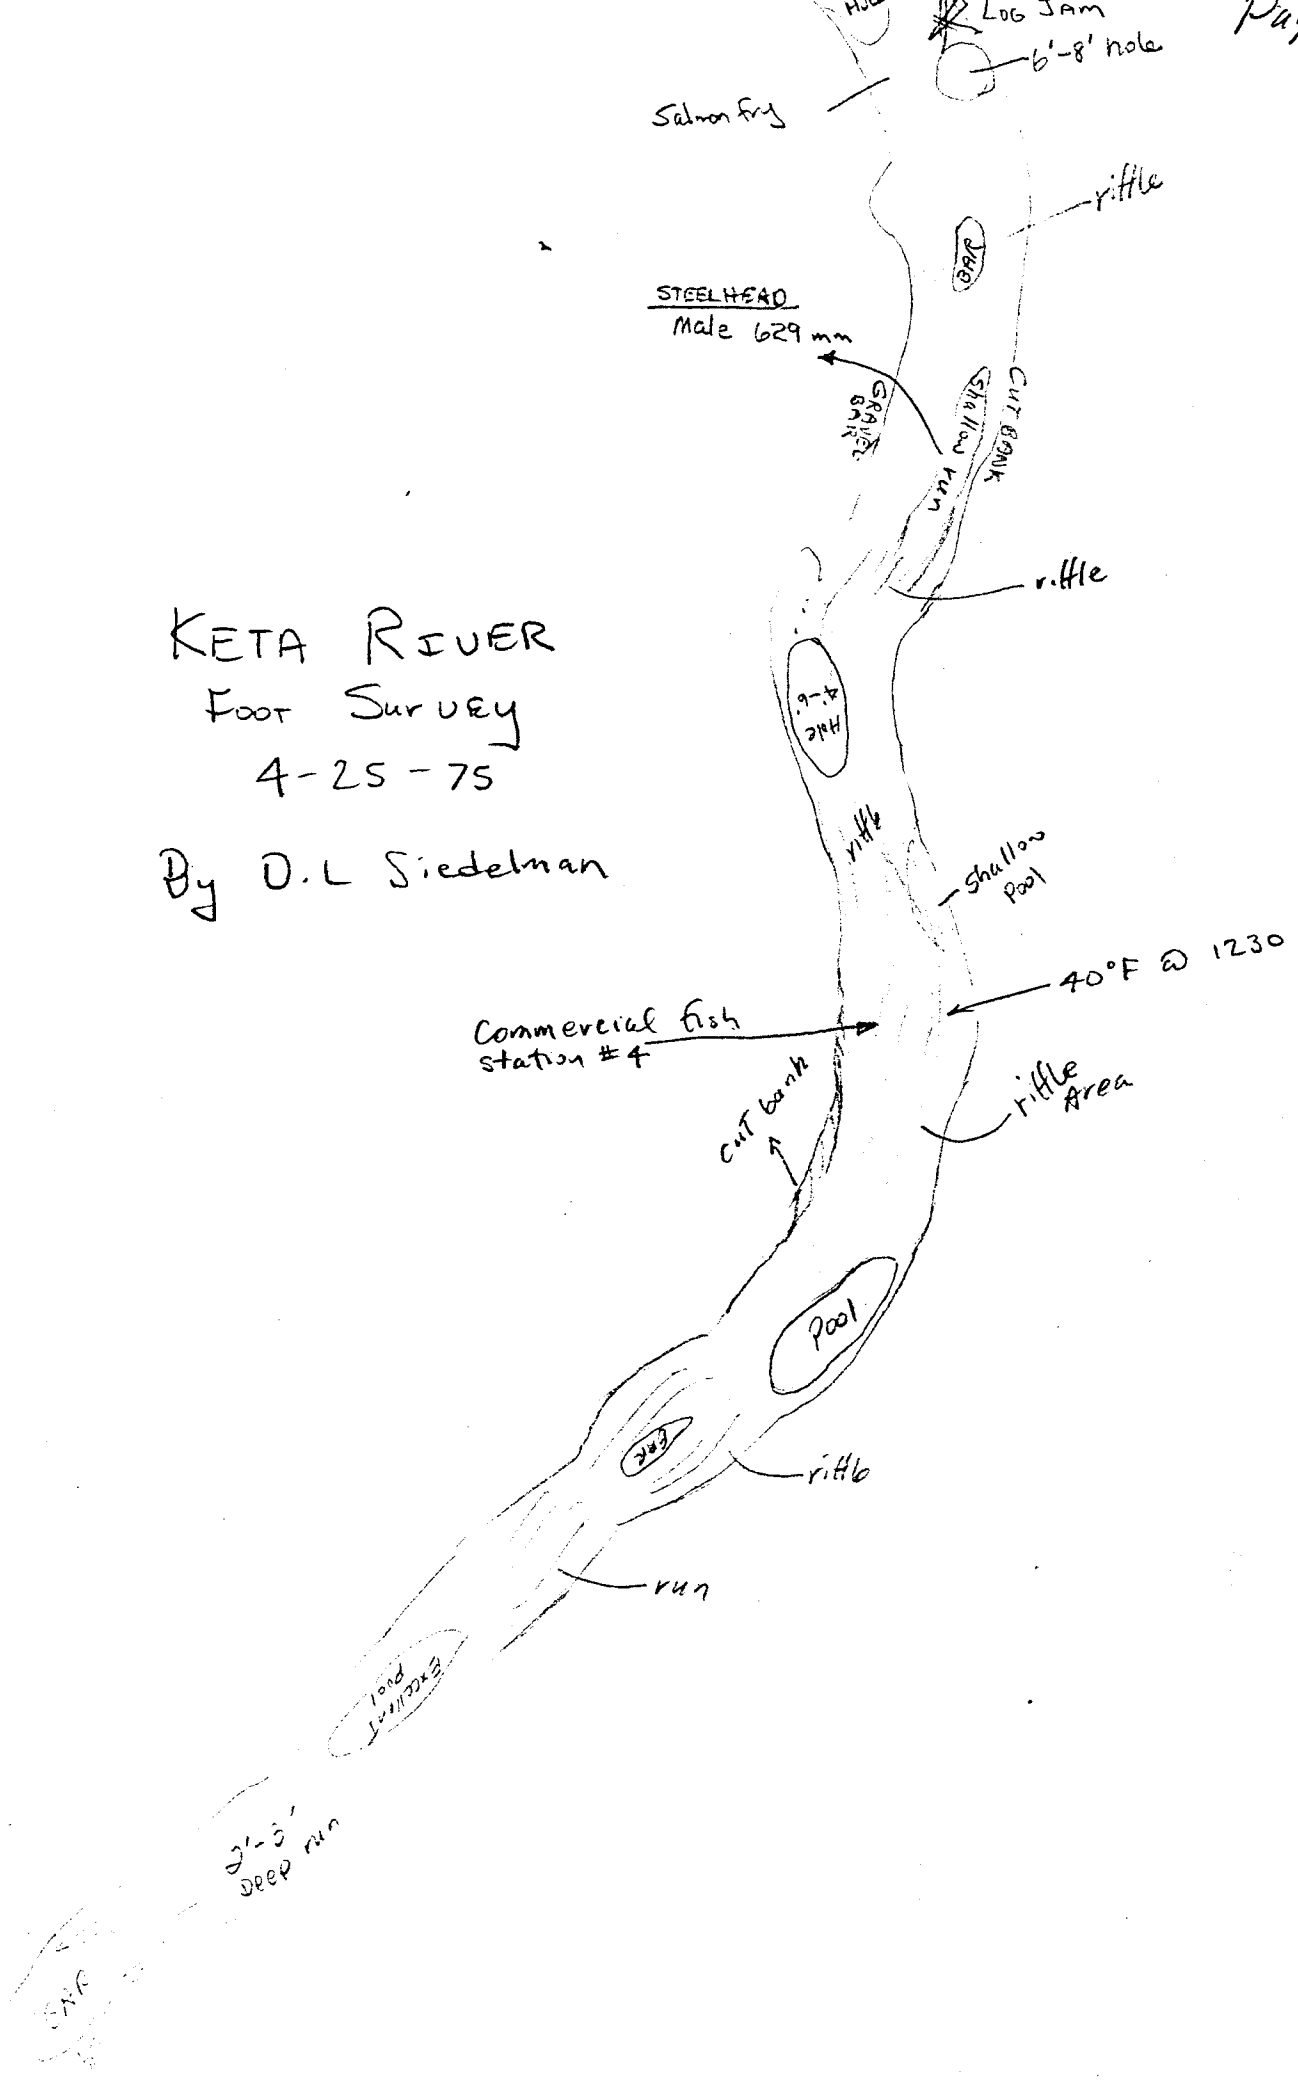 LOG JAM
6'-8' hole
Salmon fry
riffle
BAR
STEELHEAD
Male 629 mm
GRAVEL
BAR
CUT BANK
Shallow run
riffle
KETA RIVER
FOOT SURVEY
4-25-75
By D.L Siedelman
4'-6'
Hole
riffle
shallow
pool
40°F @ 1230
Commercial fish
station #4
cut bank
riffle
Area
Pool
BAR
riffle
run
Excellent
pool
2'-3'
Deep run
BAR